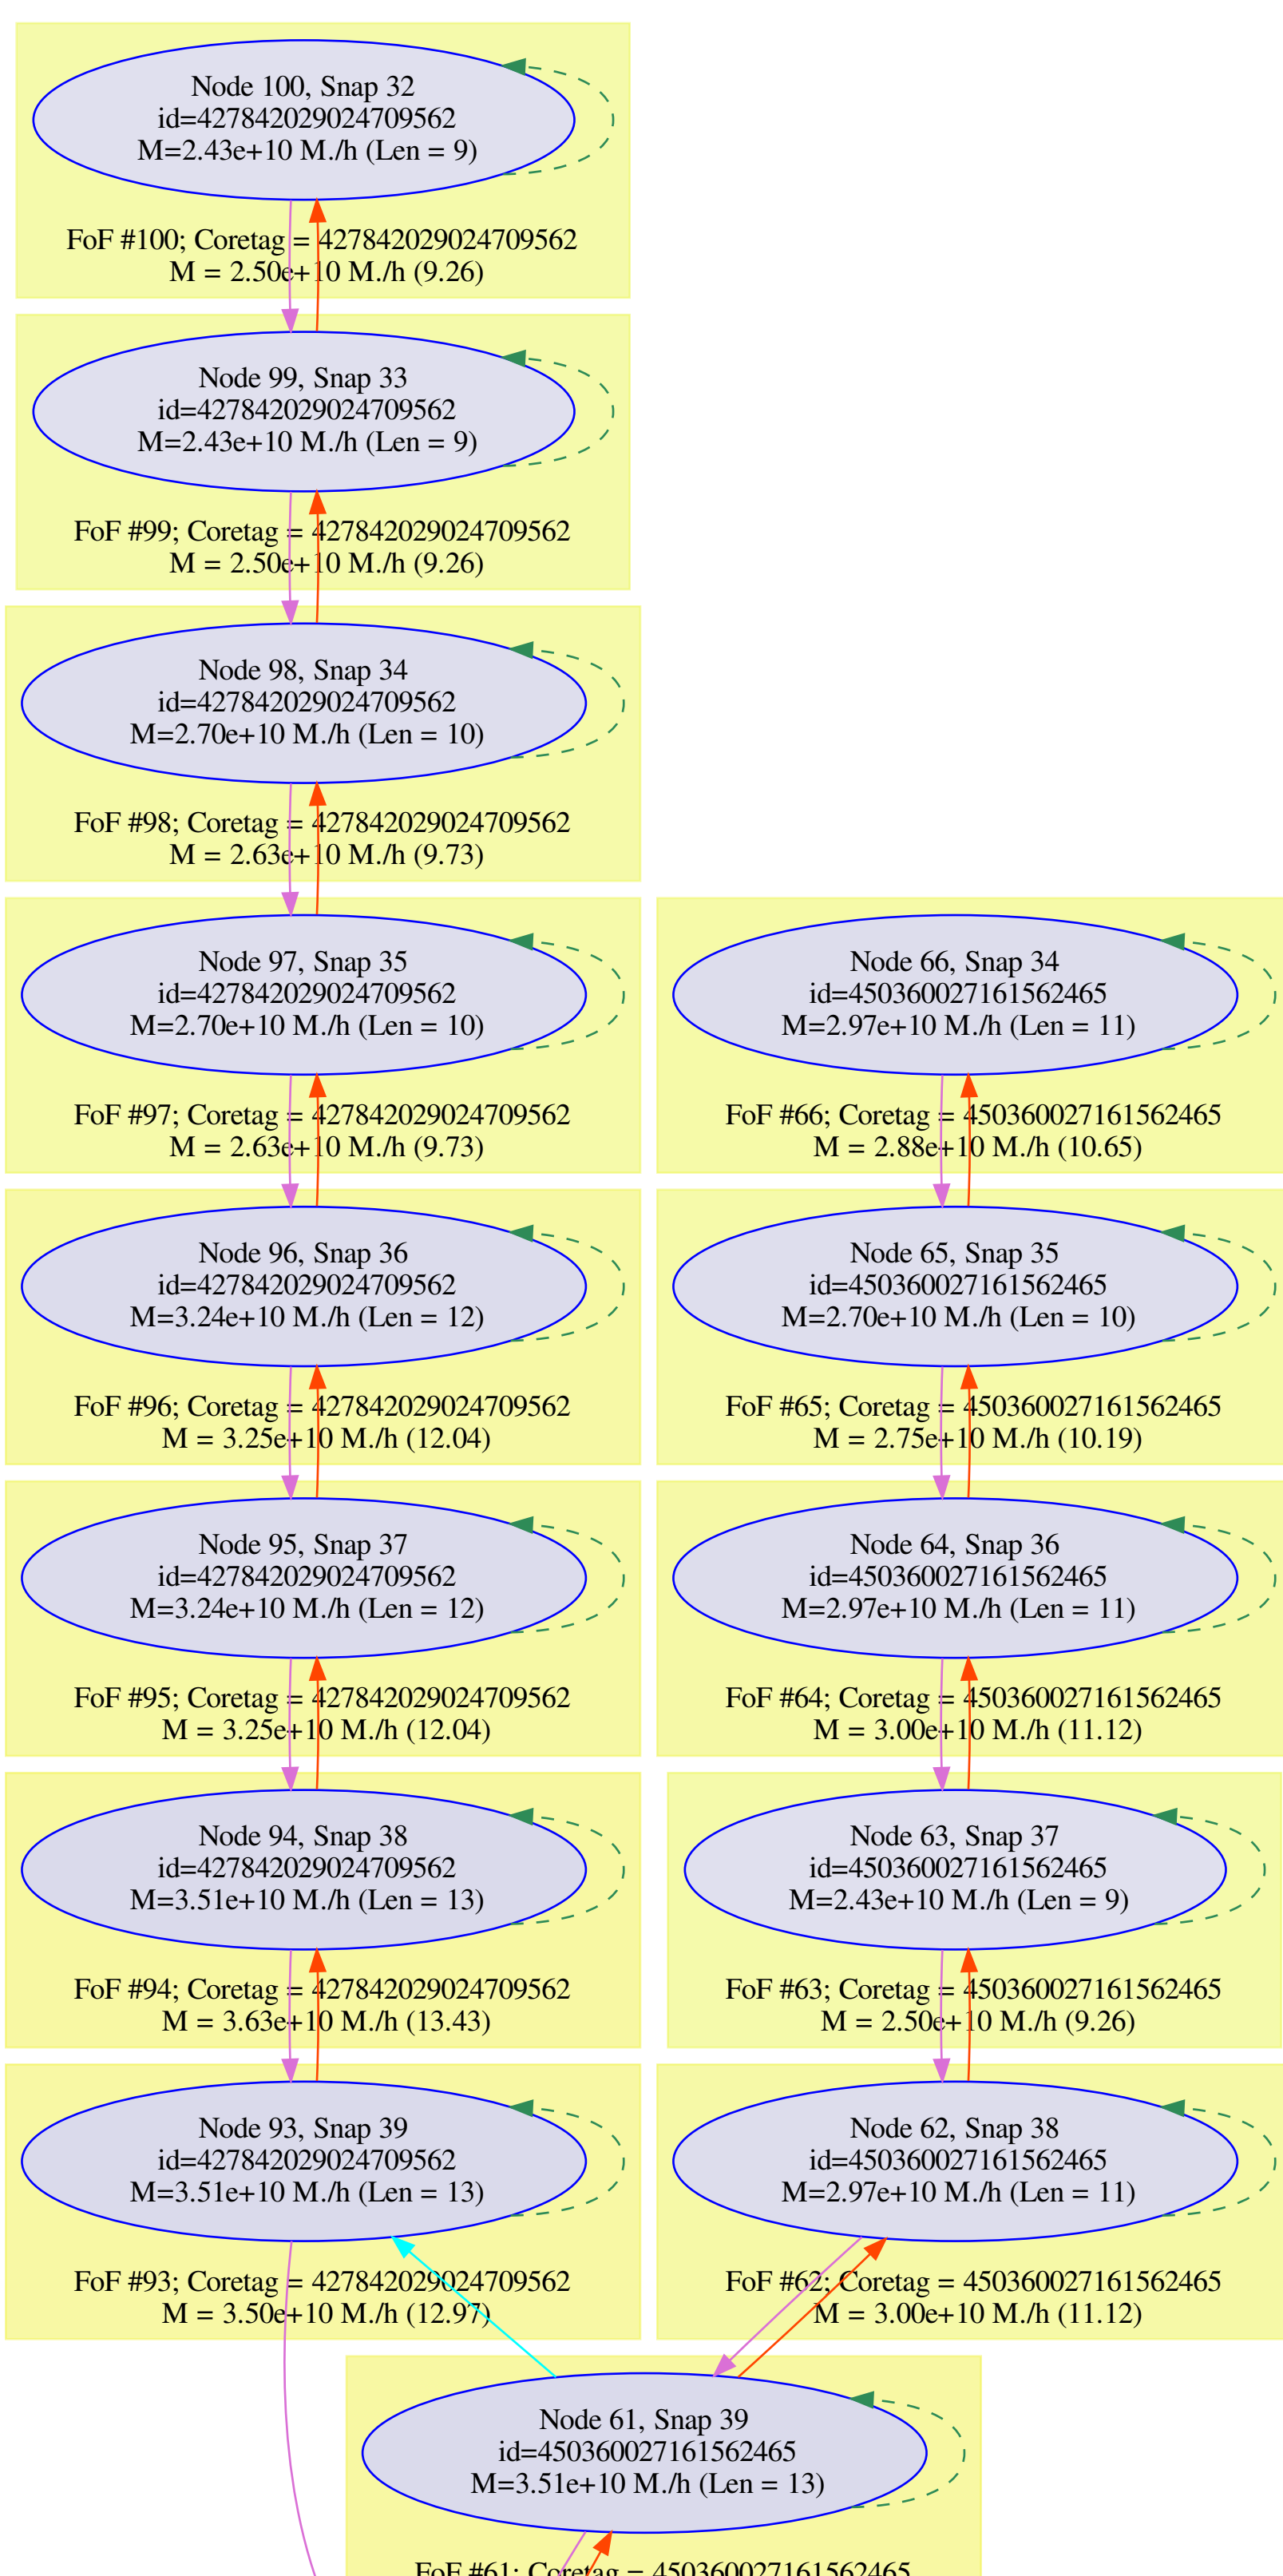 Node 100, Snap 32
id=427842029024709562
M=2.43e+10 M./h (Len = 9)
FoF #100; Coretag = 427842029024709562
M = 2.50e+10 M./h (9.26)
Node 99, Snap 33
id=427842029024709562
M=2.43e+10 M./h (Len = 9)
FoF #99; Coretag = 427842029024709562
M = 2.50e+10 M./h (9.26)
Node 98, Snap 34
id=427842029024709562
M=2.70e+10 M./h (Len = 10)
FoF #98; Coretag = 427842029024709562
M = 2.63e+10 M./h (9.73)
Node 97, Snap 35
id=427842029024709562
M=2.70e+10 M./h (Len = 10)
FoF #97; Coretag = 427842029024709562
M = 2.63e+10 M./h (9.73)
Node 66, Snap 34
id=450360027161562465
M=2.97e+10 M./h (Len = 11)
FoF #66; Coretag = 450360027161562465
M = 2.88e+10 M./h (10.65)
Node 96, Snap 36
id=427842029024709562
M=3.24e+10 M./h (Len = 12)
FoF #96; Coretag = 427842029024709562
M = 3.25e+10 M./h (12.04)
Node 65, Snap 35
id=450360027161562465
M=2.70e+10 M./h (Len = 10)
FoF #65; Coretag = 450360027161562465
M = 2.75e+10 M./h (10.19)
Node 95, Snap 37
id=427842029024709562
M=3.24e+10 M./h (Len = 12)
FoF #95; Coretag = 427842029024709562
M = 3.25e+10 M./h (12.04)
Node 64, Snap 36
id=450360027161562465
M=2.97e+10 M./h (Len = 11)
FoF #64; Coretag = 450360027161562465
M = 3.00e+10 M./h (11.12)
Node 94, Snap 38
id=427842029024709562
M=3.51e+10 M./h (Len = 13)
FoF #94; Coretag = 427842029024709562
M = 3.63e+10 M./h (13.43)
Node 63, Snap 37
id=450360027161562465
M=2.43e+10 M./h (Len = 9)
FoF #63; Coretag = 450360027161562465
M = 2.50e+10 M./h (9.26)
Node 93, Snap 39
id=427842029024709562
M=3.51e+10 M./h (Len = 13)
FoF #93; Coretag = 427842029024709562
M = 3.50e+10 M./h (12.97)
Node 62, Snap 38
id=450360027161562465
M=2.97e+10 M./h (Len = 11)
FoF #62; Coretag = 450360027161562465
M = 3.00e+10 M./h (11.12)
Node 61, Snap 39
id=450360027161562465
M=3.51e+10 M./h (Len = 13)
FoF #61; Coretag = 450360027161562465